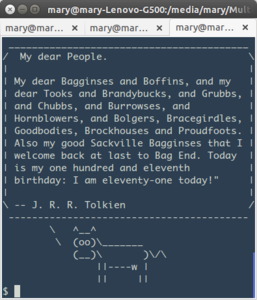 mary@mary-Lenovo-G500:/media/mary/Mult
mary@mar... × mary@mar... × mary@mar... ×
 ________________________________________
/  My dear People.                       \
|                                        |
| My dear Bagginses and Boffins, and my  |
| dear Tooks and Brandybucks, and Grubbs, |
| and Chubbs, and Burrowses, and         |
| Hornblowers, and Bolgers, Bracegirdles, |
| Goodbodies, Brockhouses and Proudfoots. |
| Also my good Sackville Bagginses that I |
| welcome back at last to Bag End. Today |
| is my one hundred and eleventh         |
| birthday: I am eleventy-one today!"    |
|                                        |
\ -- J. R. R. Tolkien                    /
 ----------------------------------------
        \   ^__^
         \  (oo)\_______
            (__)\       )\/\
                ||----w |
                ||     ||
$